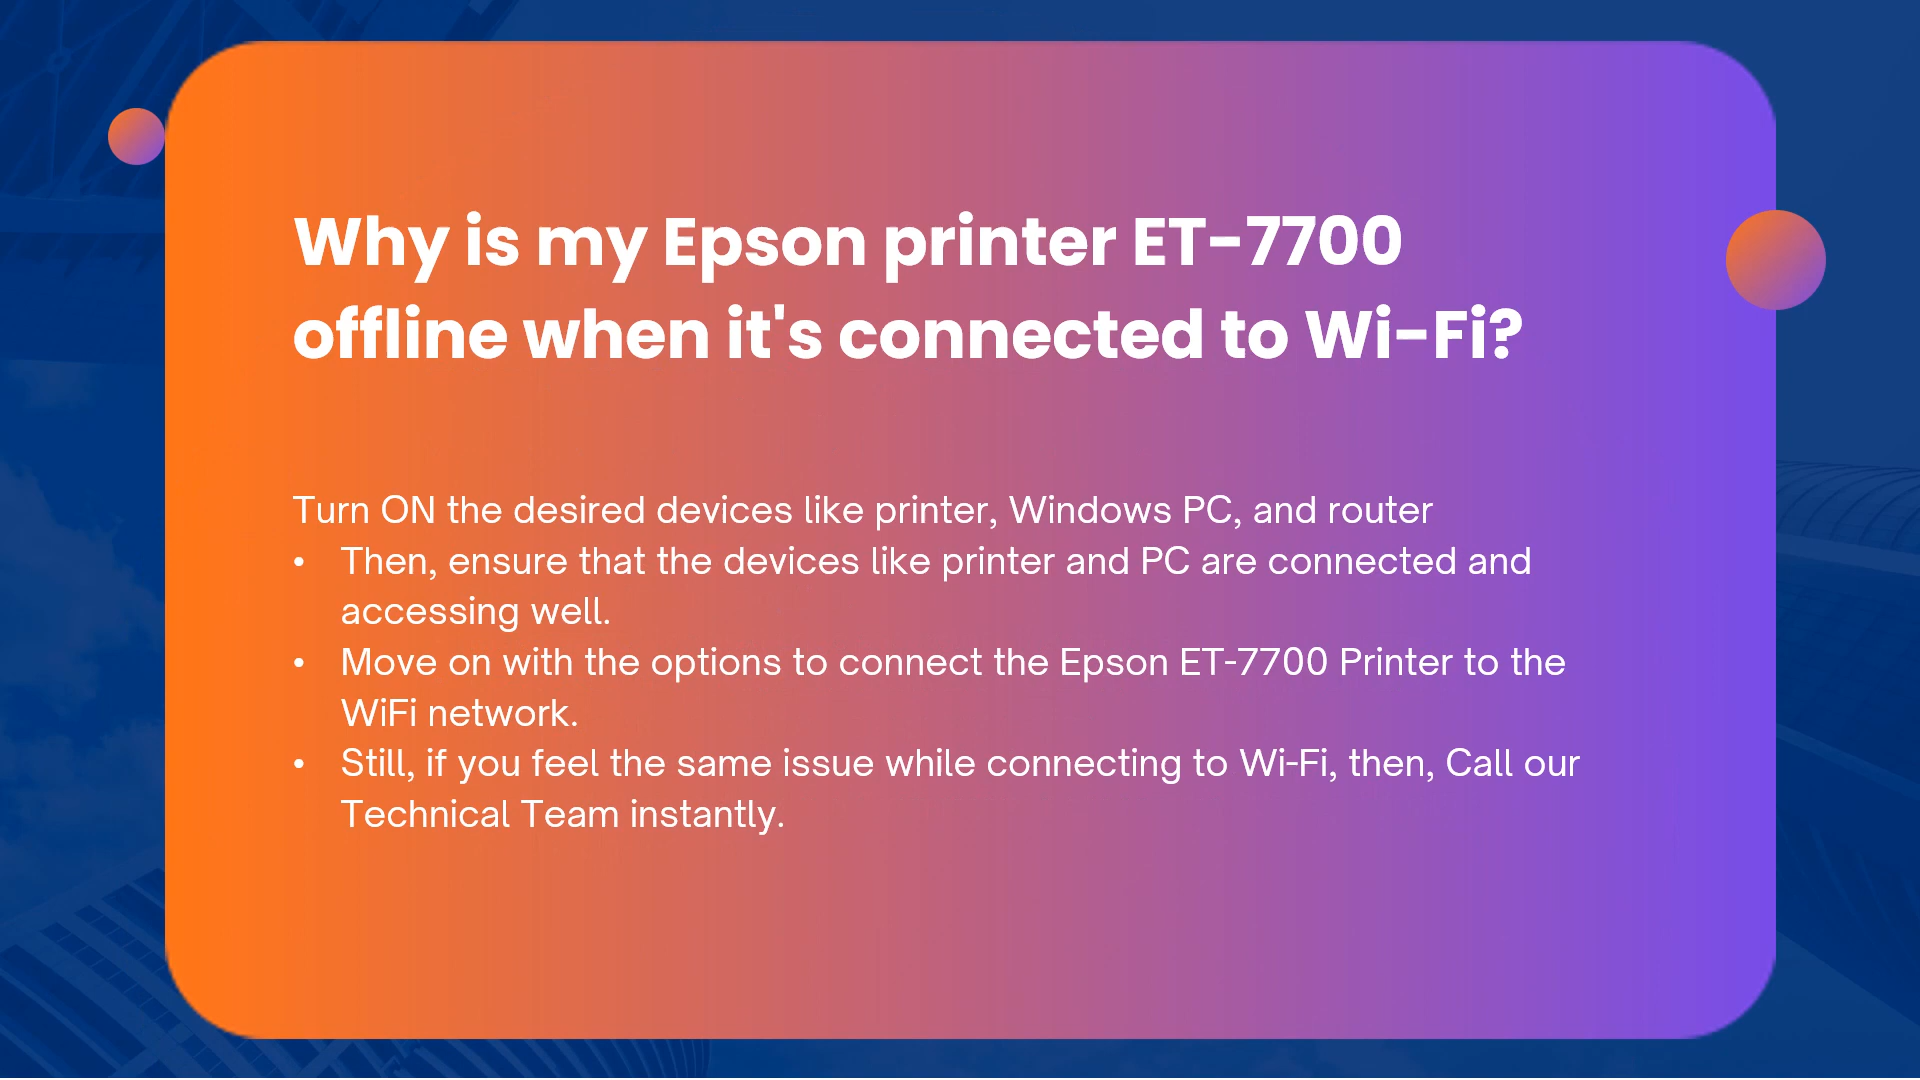 Why is my Epson printer ET-7700
offline when it's connected to Wi-Fi?
Turn ON the desired devices like printer, Windows PC, and router
• Then, ensure that the devices like printer and PC are connected and
accessing well.
• Move on with the options to connect the Epson ET-7700 Printer to the
WiFi network.
• Still, if you feel the same issue while connecting to Wi-Fi, then, Call our
Technical Team instantly.